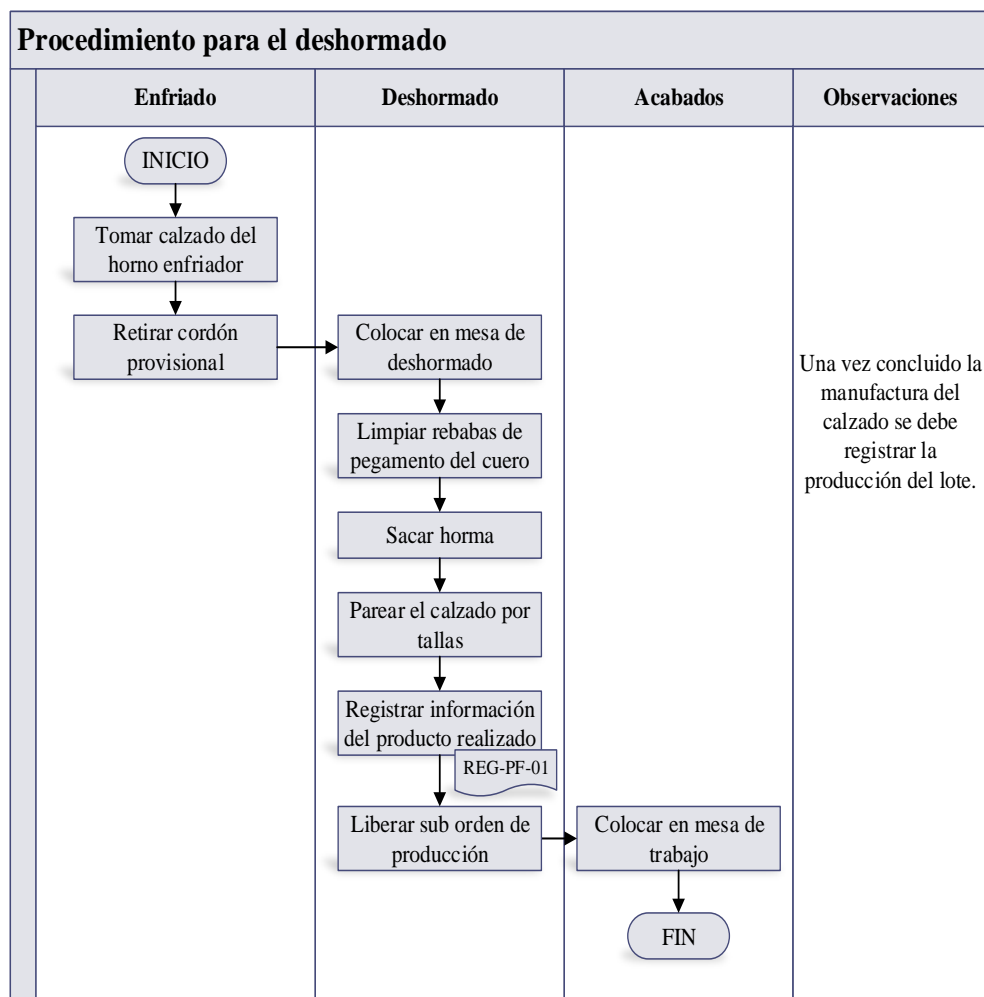 Procedimiento para el deshormado
Enfriado
Deshormado
Acabados
Observaciones
INICIO
Tomar calzado del
horno enfriador
Retirar cordón
provisional
Colocar en mesa de
deshormado
Limpiar rebabas de
pegamento del cuero
Sacar horma
Parear el calzado por
tallas
Registrar información
del producto realizado
REG-PF-01
Liberar sub orden de
producción
Colocar en mesa de
trabajo
FIN
Una vez concluido la
manufactura del
calzado se debe
registrar la
producción del lote.